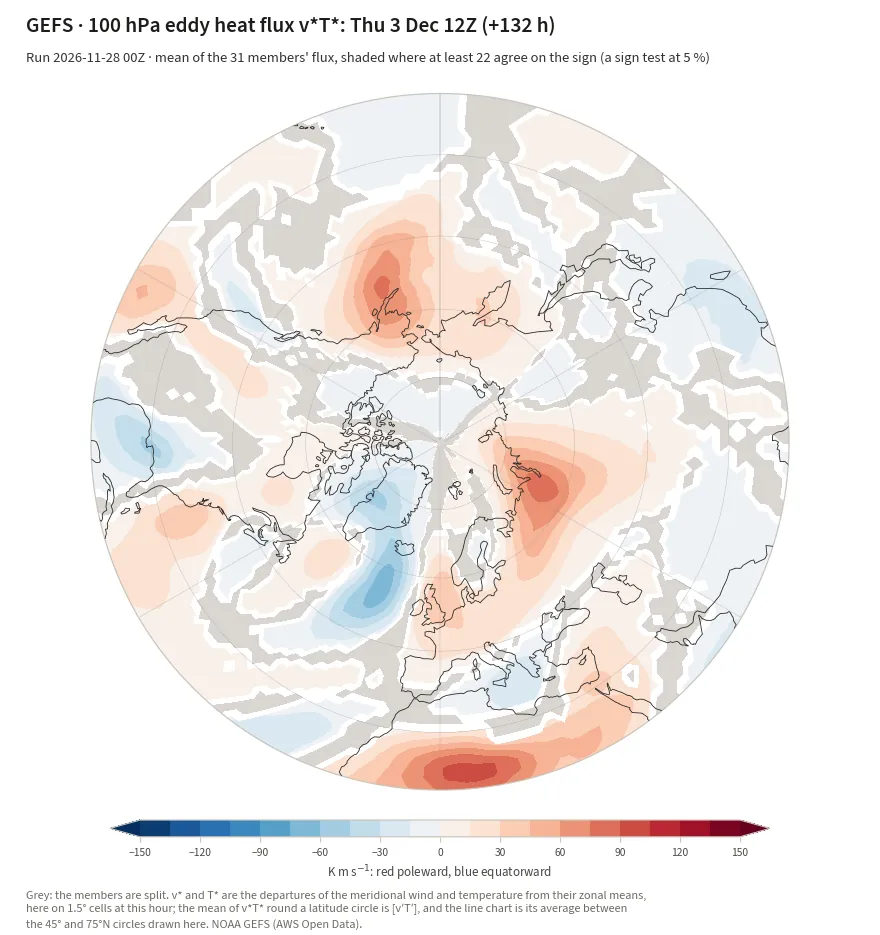 GEFS · 100 hPa eddy heat flux v*T*: Thu 3 Dec 12Z (+132 h)
Run 2026-11-28 00Z · mean of the 31 members' flux, shaded where at least 22 agree on the sign (a sign test at 5 %)
−150 −120 −90 −60 −30 0 30 60 90 120 150
K m s⁻¹: red poleward, blue equatorward
Grey: the members are split. v* and T* are the departures of the meridional wind and temperature from their zonal means,
here on 1.5° cells at this hour; the mean of v*T* round a latitude circle is [v'T'], and the line chart is its average between
the 45° and 75°N circles drawn here. NOAA GEFS (AWS Open Data).